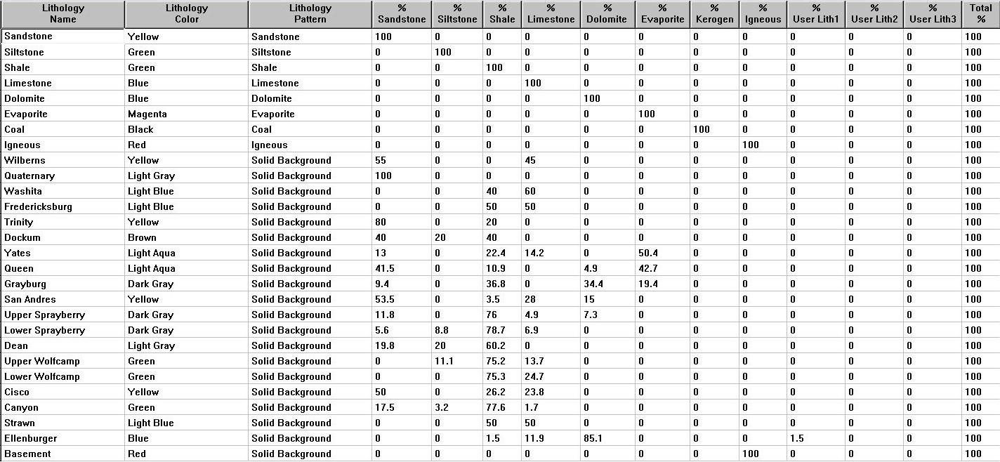 Lithology Lithology Lithology % % % % % % % % % % % Total
Name Color Pattern Sandstone Siltstone Shale Limestone Dolomite Evaporite Kerogen Igneous User Lith1 User Lith2 User Lith3 %
Sandstone Yellow Sandstone 100 0 0 0 0 0 0 0 0 0 0 100
Siltstone Green Siltstone 0 100 0 0 0 0 0 0 0 0 0 100
Shale Green Shale 0 0 100 0 0 0 0 0 0 0 0 100
Limestone Blue Limestone 0 0 0 100 0 0 0 0 0 0 0 100
Dolomite Blue Dolomite 0 0 0 0 100 0 0 0 0 0 0 100
Evaporite Magenta Evaporite 0 0 0 0 0 100 0 0 0 0 0 100
Coal Black Coal 0 0 0 0 0 0 100 0 0 0 0 100
Igneous Red Igneous 0 0 0 0 0 0 0 100 0 0 0 100
Wilberns Yellow Solid Background 55 0 0 45 0 0 0 0 0 0 0 100
Quaternary Light Gray Solid Background 100 0 0 0 0 0 0 0 0 0 0 100
Washita Light Blue Solid Background 0 0 40 60 0 0 0 0 0 0 0 100
Fredericksburg Light Blue Solid Background 0 0 50 50 0 0 0 0 0 0 0 100
Trinity Yellow Solid Background 80 0 20 0 0 0 0 0 0 0 0 100
Dockum Brown Solid Background 40 20 40 0 0 0 0 0 0 0 0 100
Yates Light Aqua Solid Background 13 0 22.4 14.2 0 50.4 0 0 0 0 0 100
Queen Light Aqua Solid Background 41.5 0 10.9 0 4.9 42.7 0 0 0 0 0 100
Grayburg Dark Gray Solid Background 9.4 0 36.8 0 34.4 19.4 0 0 0 0 0 100
San Andres Yellow Solid Background 53.5 0 3.5 28 15 0 0 0 0 0 0 100
Upper Sprayberry Dark Gray Solid Background 11.8 0 76 4.9 7.3 0 0 0 0 0 0 100
Lower Sprayberry Dark Gray Solid Background 5.6 8.8 78.7 6.9 0 0 0 0 0 0 0 100
Dean Light Gray Solid Background 19.8 20 60.2 0 0 0 0 0 0 0 0 100
Upper Wolfcamp Green Solid Background 0 11.1 75.2 13.7 0 0 0 0 0 0 0 100
Lower Wolfcamp Green Solid Background 0 0 75.3 24.7 0 0 0 0 0 0 0 100
Cisco Yellow Solid Background 50 0 26.2 23.8 0 0 0 0 0 0 0 100
Canyon Green Solid Background 17.5 3.2 77.6 1.7 0 0 0 0 0 0 0 100
Strawn Light Blue Solid Background 0 0 50 50 0 0 0 0 0 0 0 100
Ellenburger Blue Solid Background 0 0 1.5 11.9 85.1 0 0 0 1.5 0 0 100
Basement Red Solid Background 0 0 0 0 0 0 0 100 0 0 0 100